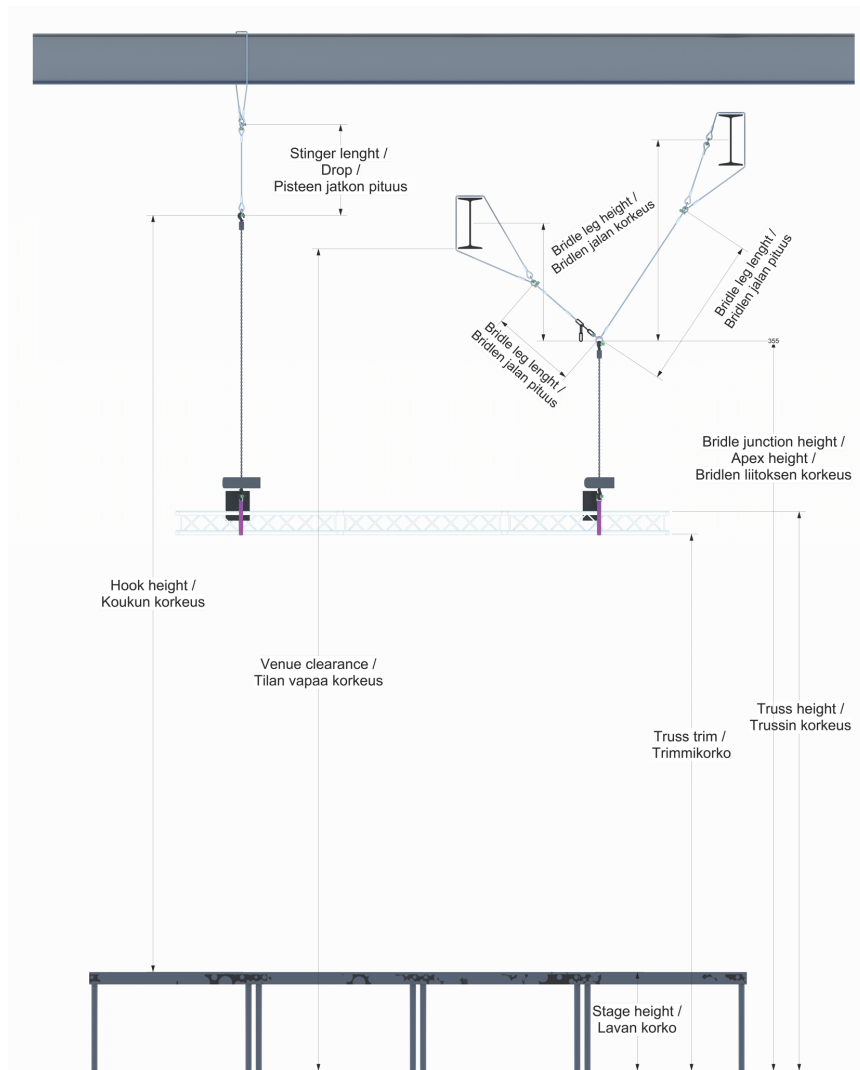 Stinger lenght /
Drop /
Pisteen jatkon pituus
Bridle leg height /
Bridlen jalan korkeus
Bridle leg lenght /
Bridlen jalan pituus
Bridle leg lenght /
Bridlen jalan pituus
355
Bridle junction height /
Apex height /
Bridlen liitoksen korkeus
Hook height /
Koukun korkeus
Venue clearance /
Tilan vapaa korkeus
Truss height /
Trussin korkeus
Truss trim /
Trimmikorko
Stage height /
Lavan korko